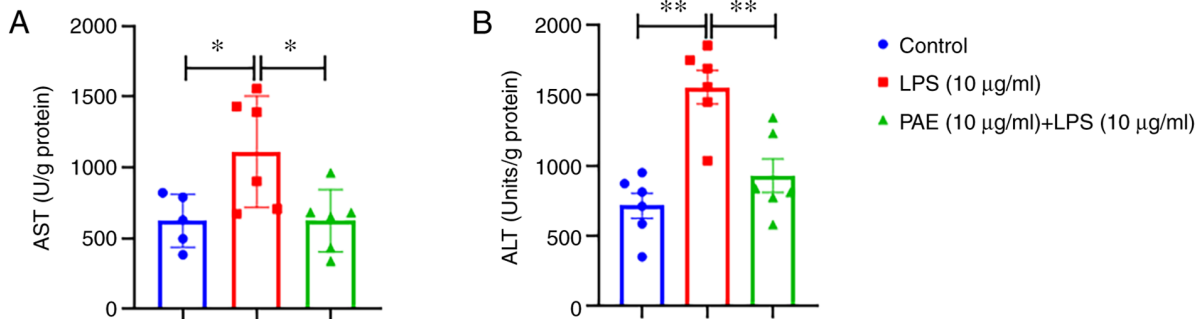 A
AST (U/g protein)
2000
1500
1000
500
0
*
*
B
ALT (Units/g protein)
2000
1500
1000
500
0
**
**
Control
LPS (10 μg/ml)
PAE (10 μg/ml)+LPS (10 μg/ml)